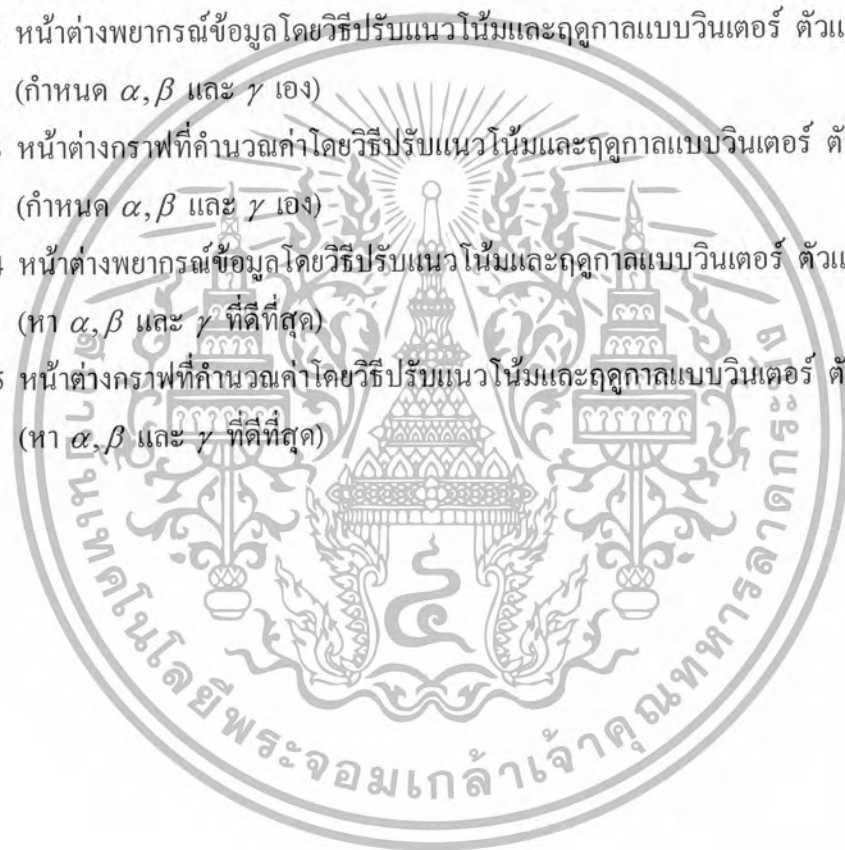 หน้าต่างพยากรณ์ข้อมูลโดยวิธีปรับแนวโน้มและฤดูกาลแบบวินเตอร์ ตัวแ
(กำหนด α, β และ γ เอง)
หน้าต่างกราฟที่คำนวณค่าโดยวิธีปรับแนวโน้มและฤดูกาลแบบวินเตอร์ ตั
(กำหนด α, β และ γ เอง)
หน้าต่างพยากรณ์ข้อมูลโดยวิธีปรับแนวโน้มและฤดูกาลแบบวินเตอร์ ตัวแ
(หา α, β และ γ ที่ดีที่สุด)
หน้าต่างกราฟที่คำนวณค่าโดยวิธีปรับแนวโน้มและฤดูกาลแบบวินเตอร์ ตั
(หา α, β และ γ ที่ดีที่สุด)
สถาบันเทคโนโลยีพระจอมเกล้าเจ้าคุณทหารลาดกระบัง